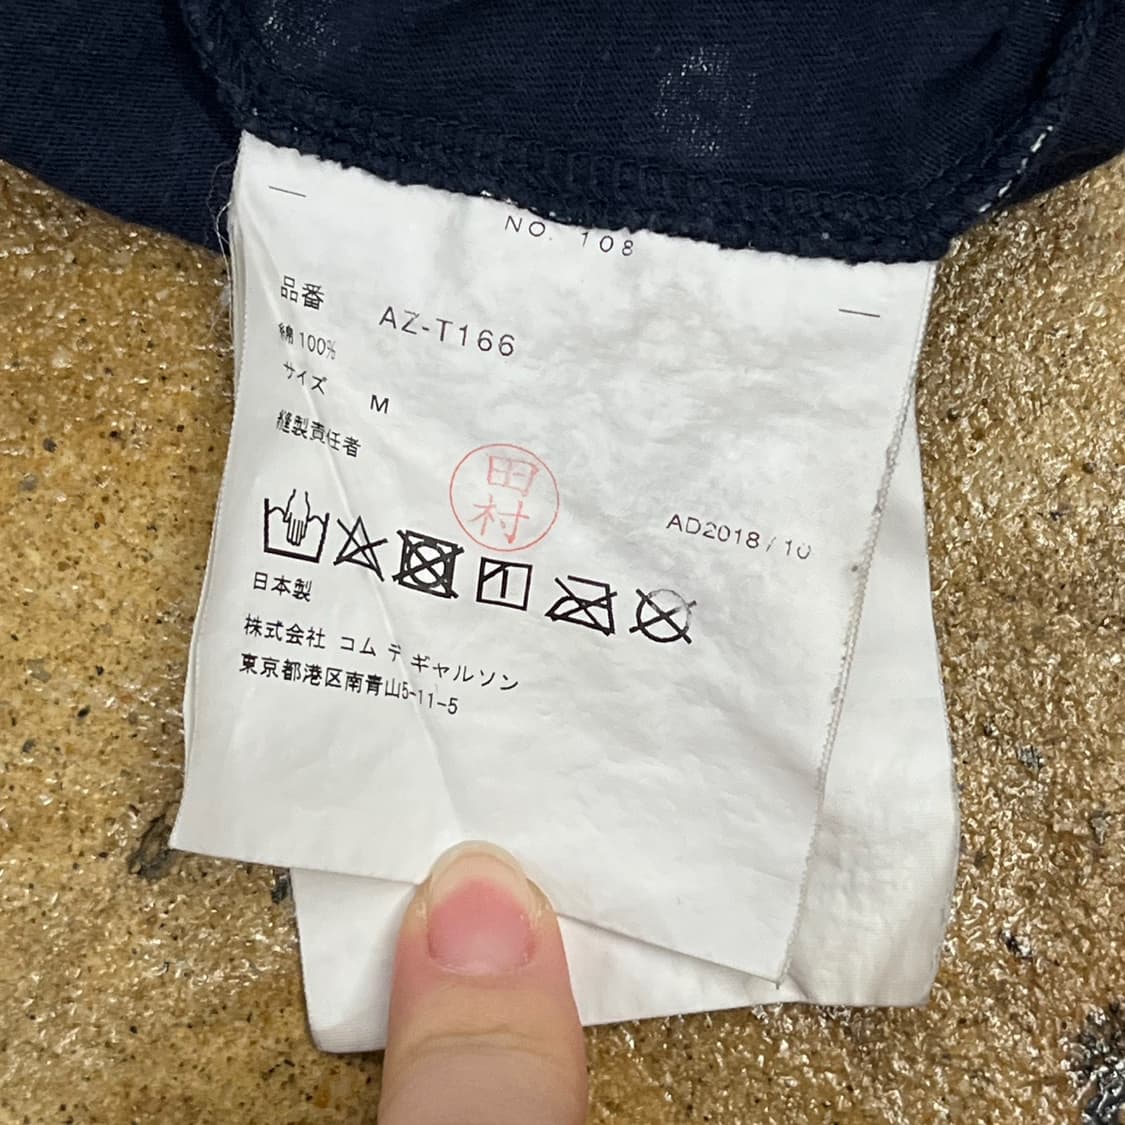 NO. 108
品番 AZ-T166
綿 100%
サイズ M
縫製責任者
田
村
AD2018/10
日本製
株式会社 コム デ ギャルソン
東京都港区南青山5-11-5